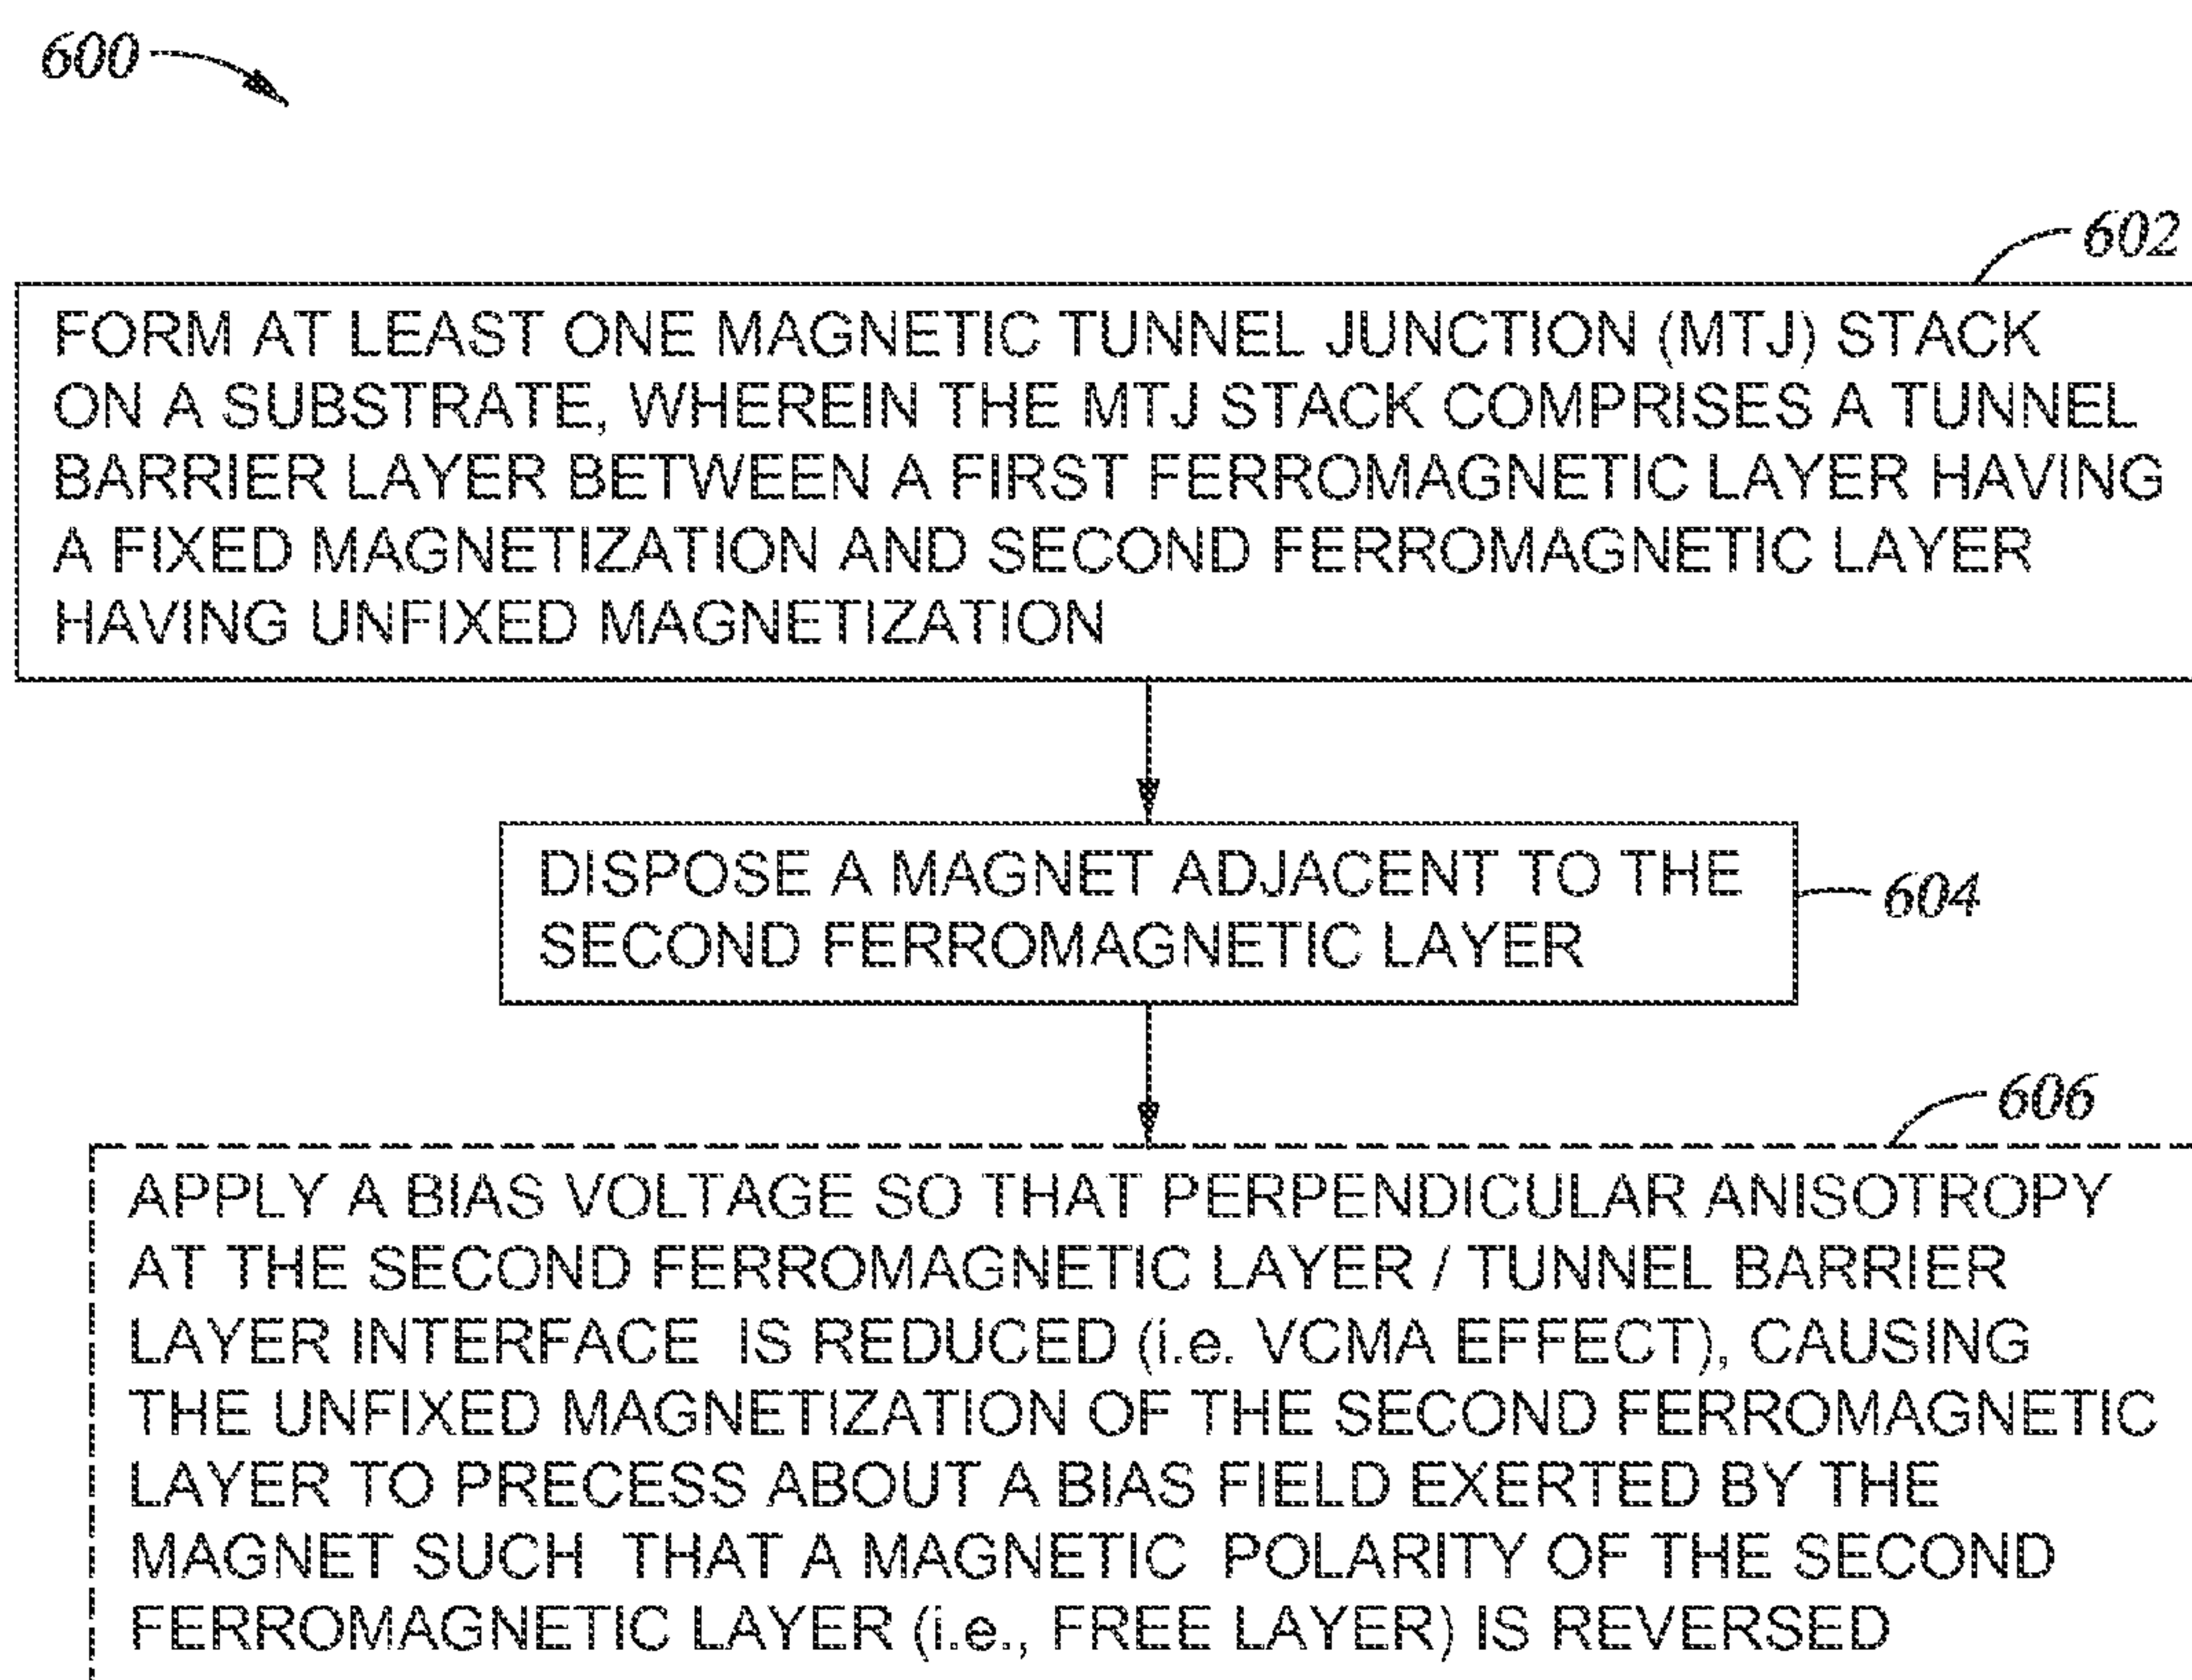 600
602
FORM AT LEAST ONE MAGNETIC TUNNEL JUNCTION (MTJ) STACK
ON A SUBSTRATE, WHEREIN THE MTJ STACK COMPRISES A TUNNEL
BARRIER LAYER BETWEEN A FIRST FERROMAGNETIC LAYER HAVING
A FIXED MAGNETIZATION AND SECOND FERROMAGNETIC LAYER
HAVING UNFIXED MAGNETIZATION
DISPOSE A MAGNET ADJACENT TO THE
SECOND FERROMAGNETIC LAYER
604
606
APPLY A BIAS VOLTAGE SO THAT PERPENDICULAR ANISOTROPY
AT THE SECOND FERROMAGNETIC LAYER / TUNNEL BARRIER
LAYER INTERFACE IS REDUCED (i.e. VCMA EFFECT), CAUSING
THE UNFIXED MAGNETIZATION OF THE SECOND FERROMAGNETIC
LAYER TO PRECESS ABOUT A BIAS FIELD EXERTED BY THE
MAGNET SUCH THAT A MAGNETIC POLARITY OF THE SECOND
FERROMAGNETIC LAYER (i.e., FREE LAYER) IS REVERSED